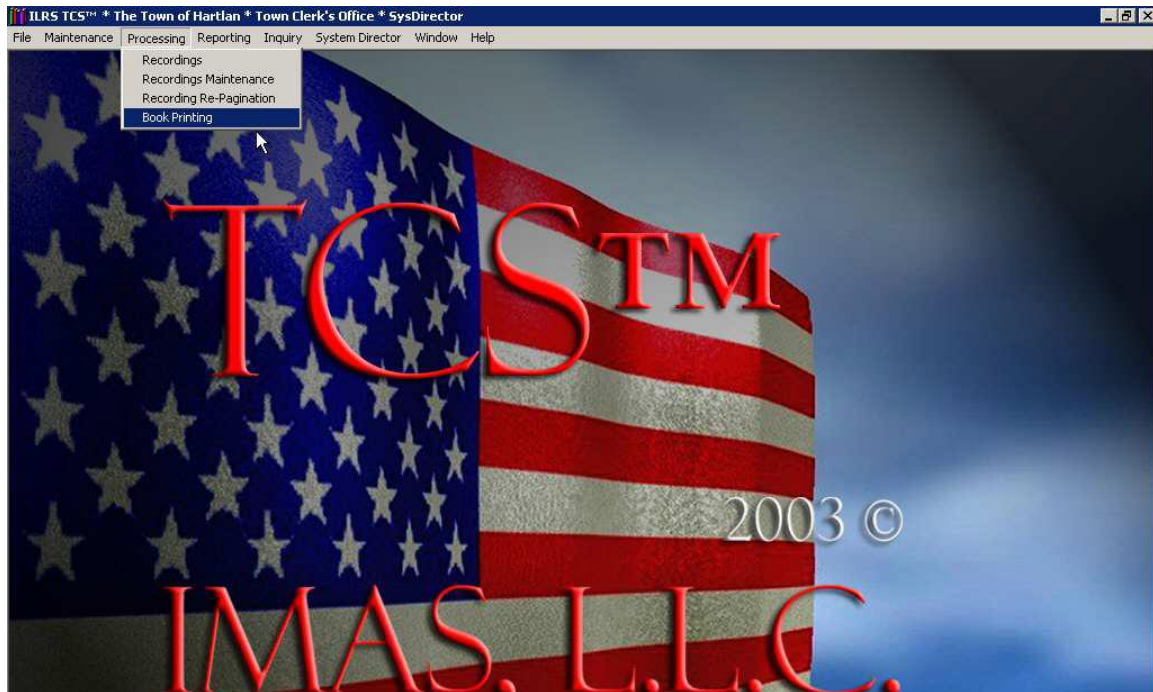 ILRS TCS™ * The Town of Hartlan * Town Clerk's Office * SysDirector
File Maintenance Processing Reporting Inquiry System Director Window Help
Recordings
Recordings Maintenance
Recording Re-Pagination
Book Printing
TCS™
2003 ©
IMAS. L.L.C.